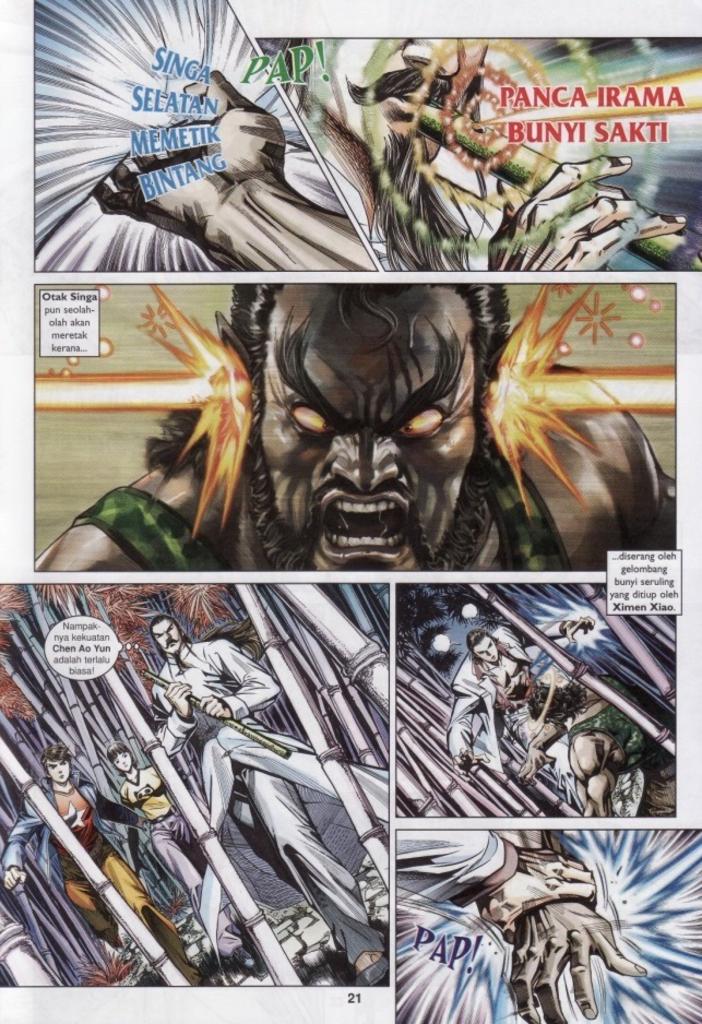 SINGA
SELATAN
MEMETIK
BINTANG
PAP!
PANCA IRAMA
BUNYI SAKTI
Otak Singa
pun seolah-
olah akan
meretak
kerana...
...diserang oleh
gelombang
bunyi seruling
yang ditiup oleh
Ximen Xiao.
Nampak-
nya kekuatan
Chen Ao Yun
adalah terlalu
biasa!
PAP!
21